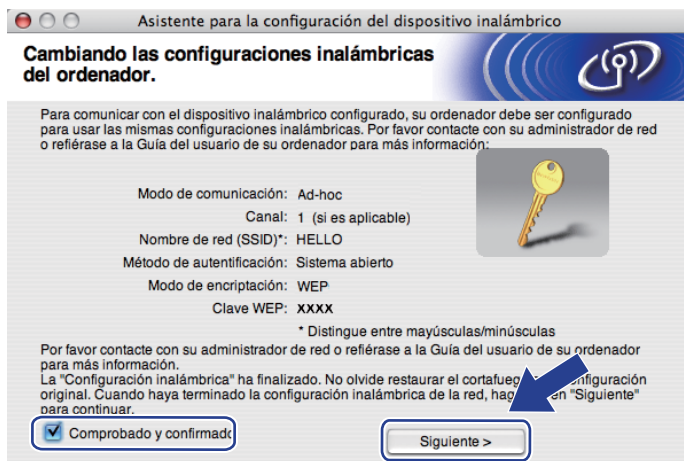 Asistente para la configuración del dispositivo inalámbrico
Cambiando las configuraciones inalámbricas
del ordenador.
Para comunicar con el dispositivo inalámbrico configurado, su ordenador debe ser configurado
para usar las mismas configuraciones inalámbricas. Por favor contacte con su administrador de red
o refiérase a la Guía del usuario de su ordenador para más información:
Modo de comunicación: Ad-hoc
Canal: 1 (si es aplicable)
Nombre de red (SSID)*: HELLO
Método de autentificación: Sistema abierto
Modo de encriptación: WEP
Clave WEP: XXXX
* Distingue entre mayúsculas/minúsculas
Por favor contacte con su administrador de red o refiérase a la Guía del usuario de su ordenador
para más información.
La "Configuración inalámbrica" ha finalizado. No olvide restaurar el
original. Cuando haya terminado la configuración inalámbrica de la red, en "Siguiente"
para continuar.
Comprobado y confirmado
Siguiente >